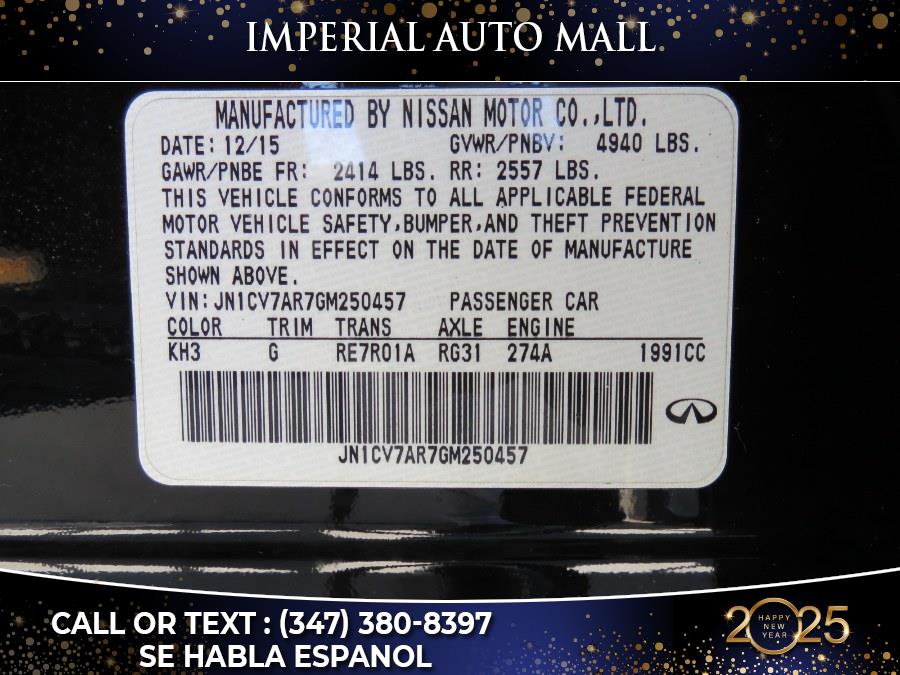 IMPERIAL AUTO MALL
MANUFACTURED BY NISSAN MOTOR CO.,LTD.
DATE: 12/15 GVWR/PNBV: 4940 LBS.
GAWR/PNBE FR: 2414 LBS. RR: 2557 LBS.
THIS VEHICLE CONFORMS TO ALL APPLICABLE FEDERAL
MOTOR VEHICLE SAFETY,BUMPER,AND THEFT PREVENTION
STANDARDS IN EFFECT ON THE DATE OF MANUFACTURE
SHOWN ABOVE.
VIN: JN1CV7AR7GM250457 PASSENGER CAR
COLOR TRIM TRANS AXLE ENGINE
KH3 G RE7R01A RG31 274A 1991CC
JN1CV7AR7GM250457
CALL OR TEXT : (347) 380-8397
SE HABLA ESPANOL
2025
HAPPY
NEW
YEAR